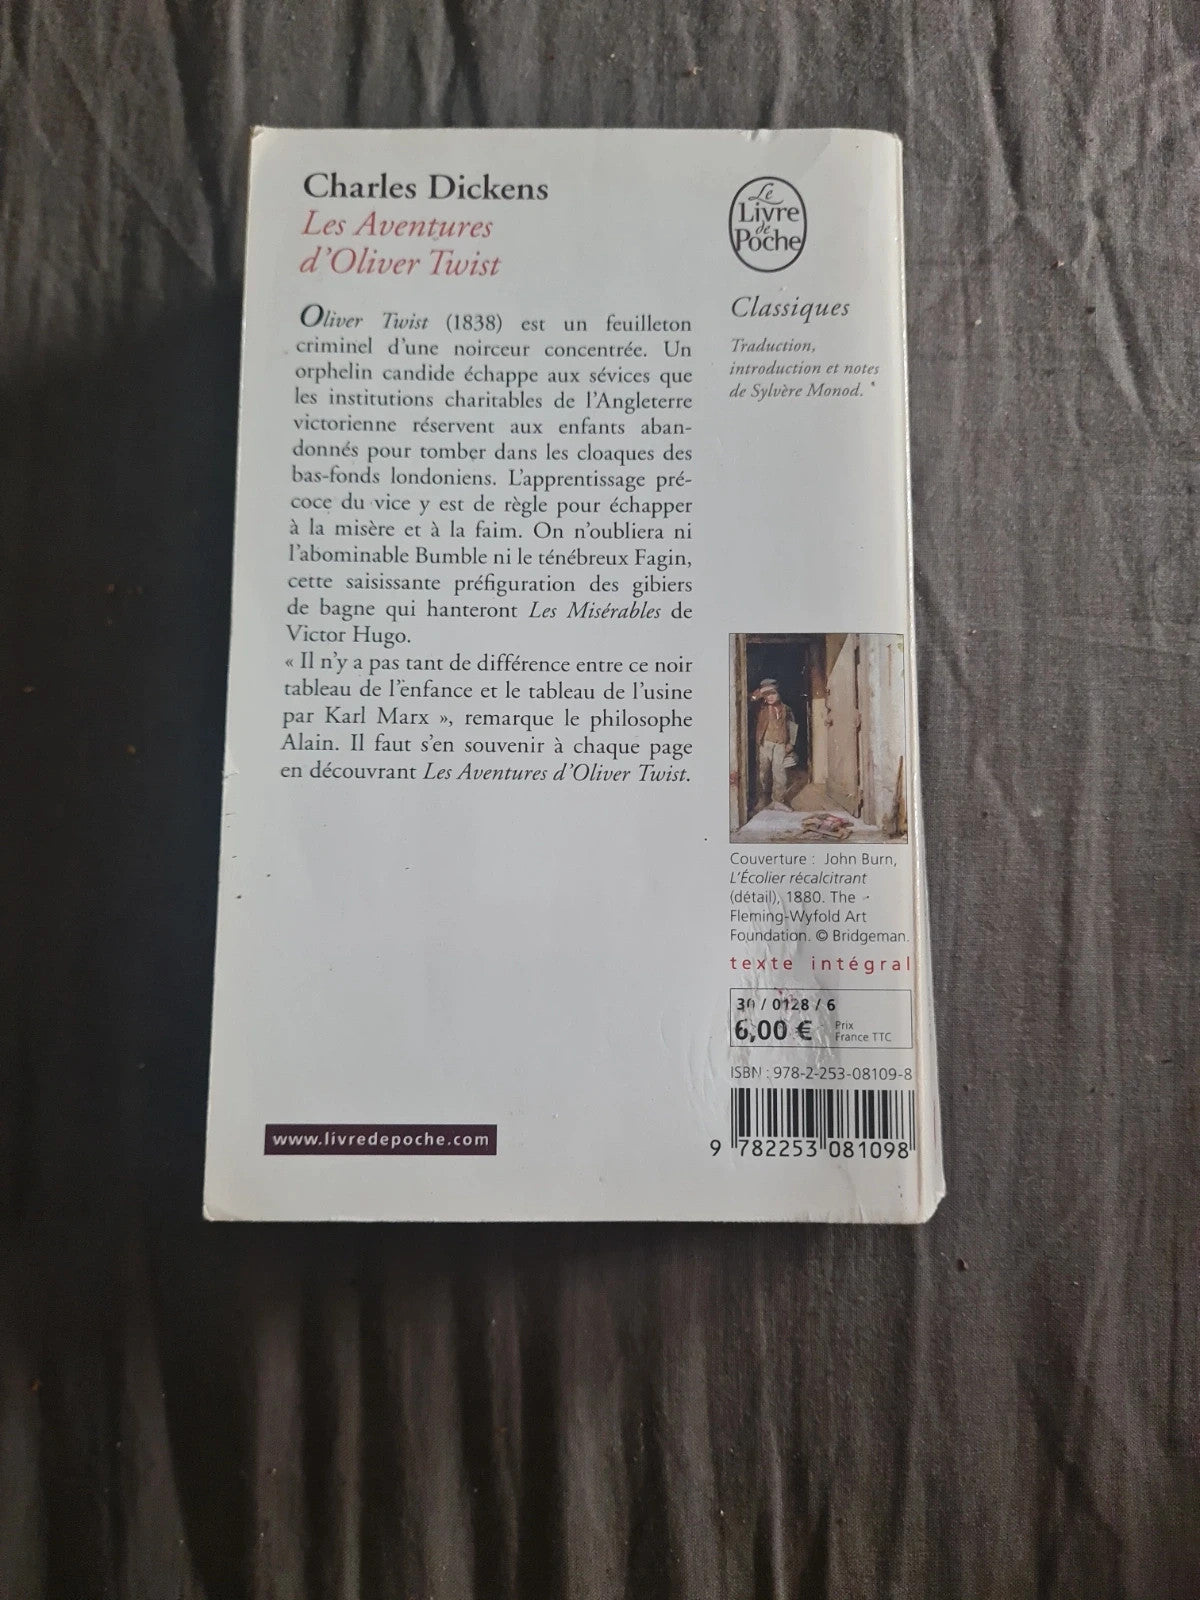 Charles Dickens
Les Aventures
d'Oliver Twist
Oliver Twist (1838) est un feuilleton
criminel d'une noirceur concentrée. Un
orphelin candide échappe aux sévices que
les institutions charitables de l'Angleterre
victorienne réservent aux enfants aban-
donnés pour tomber dans les cloaques des
bas-fonds londoniens. L'apprentissage pré-
coce du vice y est de règle pour échapper
à la misère et à la faim. On n'oubliera ni
l'abominable Bumble ni le ténébreux Fagin,
cette saisissante préfiguration des gibiers
de bagne qui hanteront Les Misérables de
Victor Hugo.
« Il n'y a pas tant de différence entre ce noir
tableau de l'enfance et le tableau de l'usine
par Karl Marx », remarque le philosophe
Alain. Il faut s'en souvenir à chaque page
en découvrant Les Aventures d'Oliver Twist.
www.livredepoche.com
Le
Livre
de
Poche
Classiques
Traduction,
introduction et notes
de Sylvère Monod.
Couverture : John Burn,
L'Écolier récalcitrant
(détail), 1880. The
Fleming-Wyfold Art
Foundation. © Bridgeman.
texte intégral
30 / 0128 / 6
6,00 € Prix
France TTC
ISBN : 978-2-253-08109-8
9 782253 081098